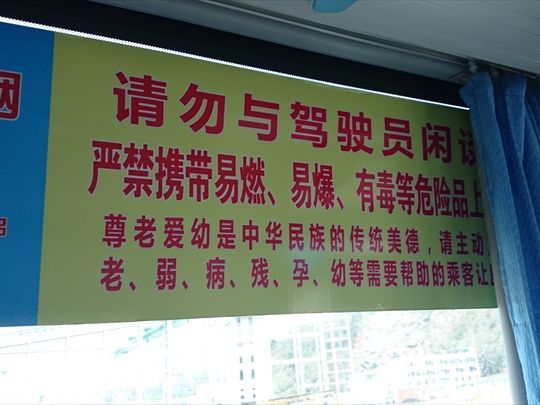 烟
请勿与驾驶员闲谈
严禁携带易燃、易爆、有毒等危险品上
尊老爱幼是中华民族的传统美德，请主动
老、弱、病、残、孕、幼等需要帮助的乘客让